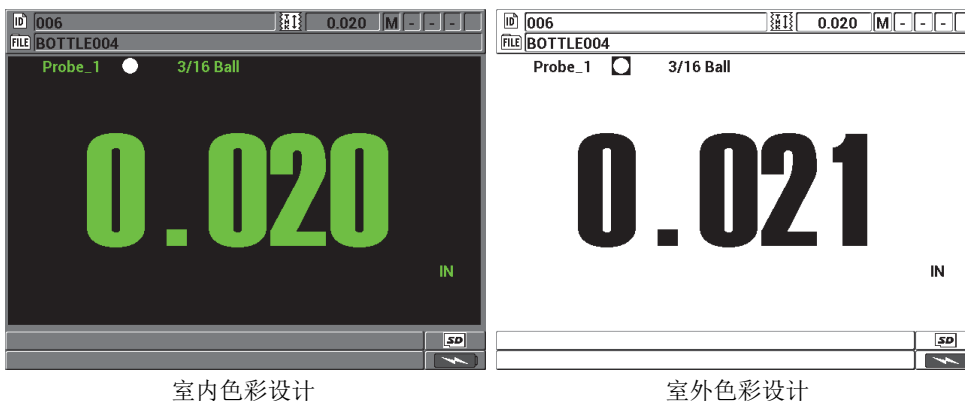 ID 006 0.020 M - - - -
FILE BOTTLE004
Probe_1 3/16 Ball
0.020
IN
SD
室内色彩设计
ID 006 0.020 M - - - -
FILE BOTTLE004
Probe_1 3/16 Ball
0.021
IN
SD
室外色彩设计